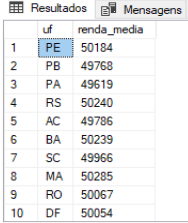 Resultados Mensagens
uf renda_media
1 PE 50184
2 PB 49768
3 PA 49619
4 RS 50240
5 AC 49786
6 BA 50239
7 SC 49966
8 MA 50285
9 RO 50067
10 DF 50054